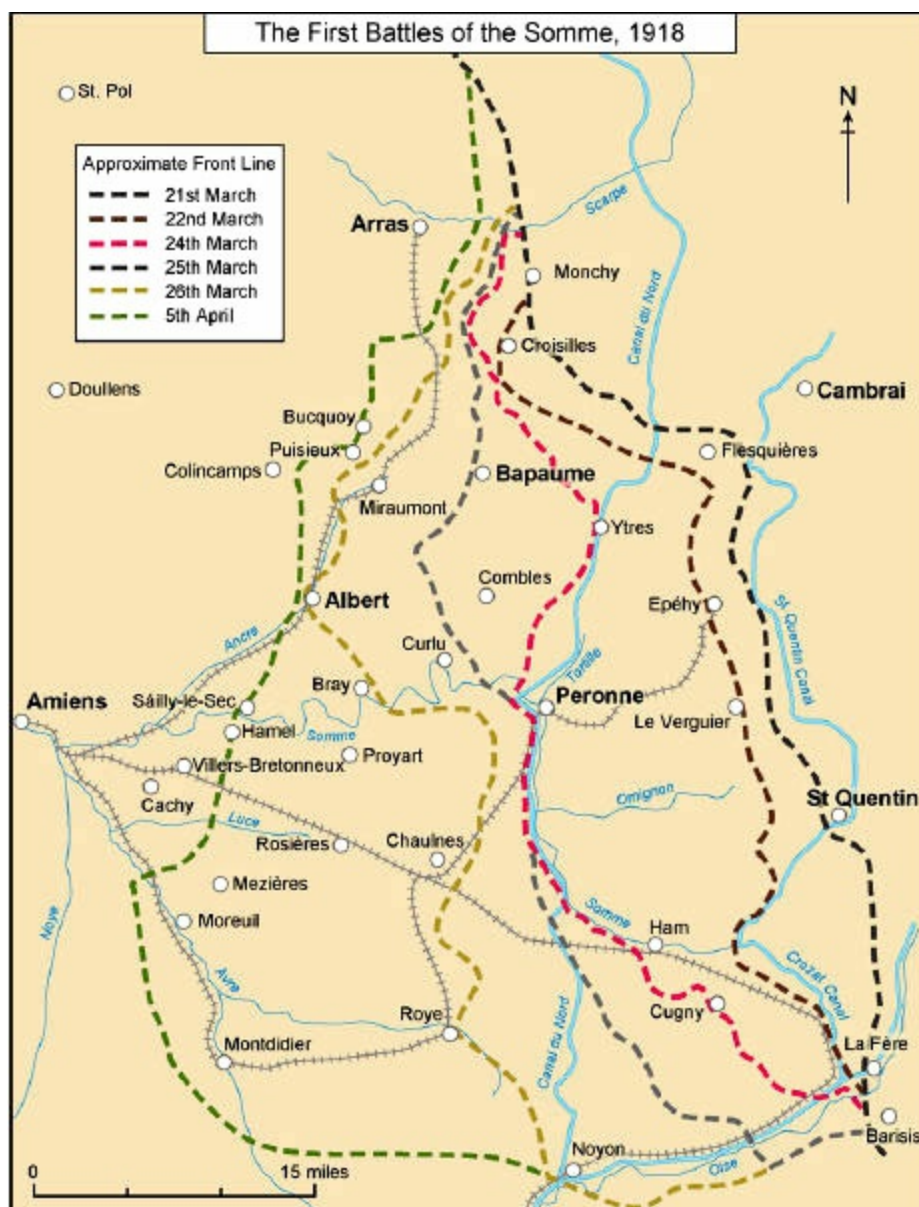 The First Battles of the Somme, 1918
St. Pol
N
Approximate Front Line
21st March
22nd March
24th March
25th March
26th March
5th April
Scarpe
Arras
Monchy
Canal du Nord
Croisilles
Doullens
Cambrai
Bucquoy
Puisieux
Flesquières
Colincamps
Bapaume
Miraumont
Ytres
Combles
Epéhy
Albert
St Quentin Canal
Ancre
Curlu
Tortille
Bray
Amiens
Sáilly-le-Sec
Peronne
Le Verguier
Hamel
Somme
Proyart
Villers-Bretonneux
Cachy
Omignon
St Quentin
Luce
Rosières
Chaulnes
Mezières
Noye
Moreuil
Somme
Ham
Crozat Canal
Avre
Cugny
Roye
Canal du Nord
Montdidier
La Fère
Barisis
Noyon
Oise
0
15 miles